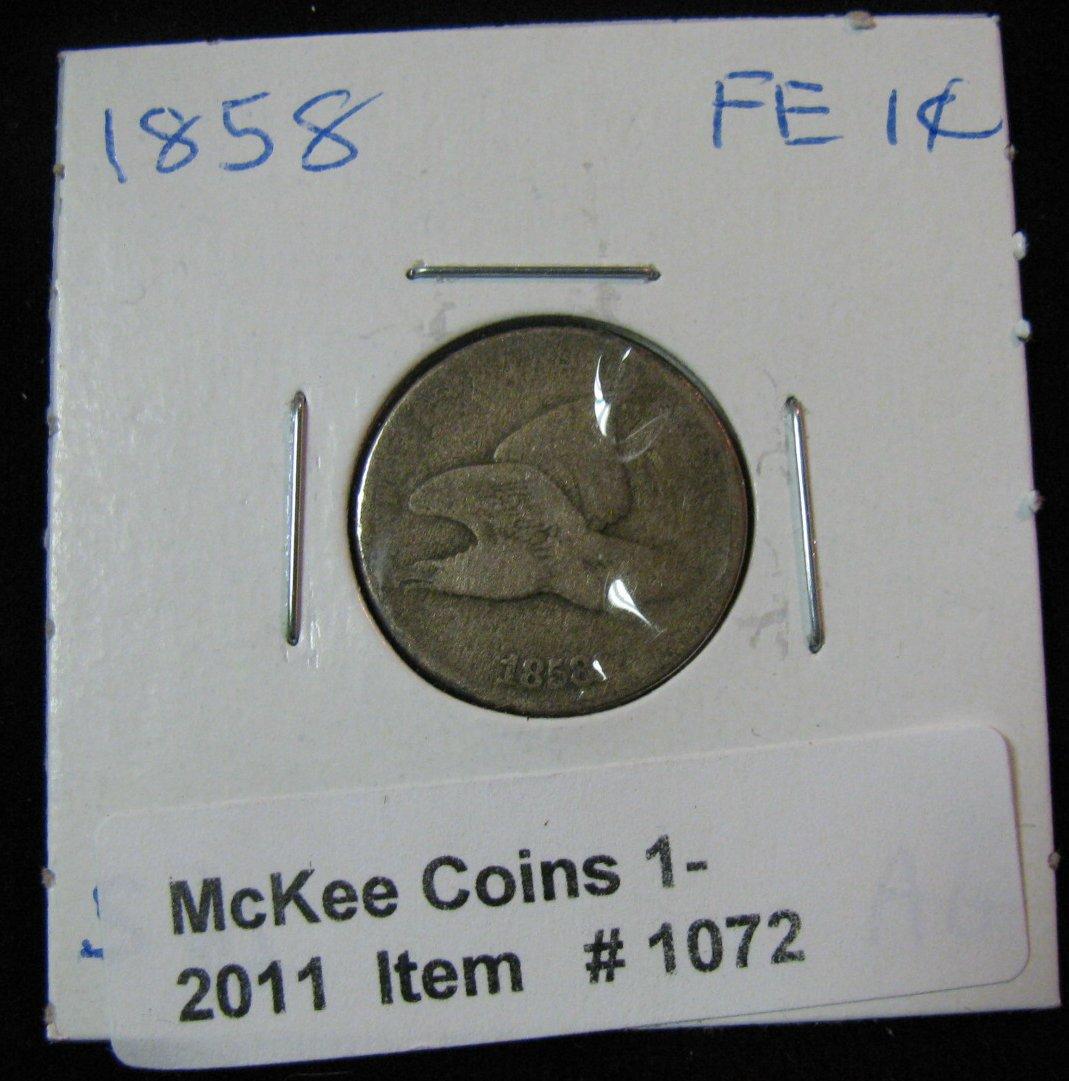 1858 FE 1¢
1858
McKee Coins 1-
2011 Item # 1072